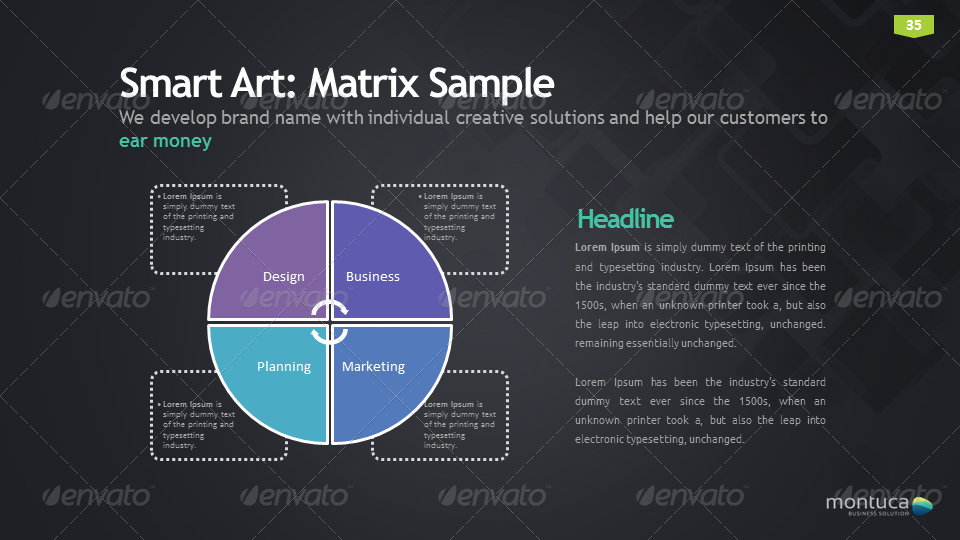 35
Smart Art: Matrix Sample
We develop brand name with individual creative solutions and help our customers to
ear money
• Lorem Ipsum is
simply dummy text
of the printing and
typesetting
industry.
• Lorem Ipsum is
simply dummy text
of the printing and
typesetting
industry.
Design
Business
Planning
Marketing
• Lorem Ipsum is
simply dummy text
of the printing and
typesetting
industry.
Lorem Ipsum is
simply dummy text
of the printing and
typesetting
industry.
Headline
Lorem Ipsum is simply dummy text of the printing
and typesetting industry. Lorem Ipsum has been
the industry's standard dummy text ever since the
1500s, when an unknown printer took a, but also
the leap into electronic typesetting, unchanged.
remaining essentially unchanged.
Lorem Ipsum has been the industry's standard
dummy text ever since the 1500s, when an
unknown printer took a, but also the leap into
electronic typesetting, unchanged.
montuca
BUSINESS SOLUTION
envato envato envato envato envato
envato envato envato envato envato
envato envato envato envato envato